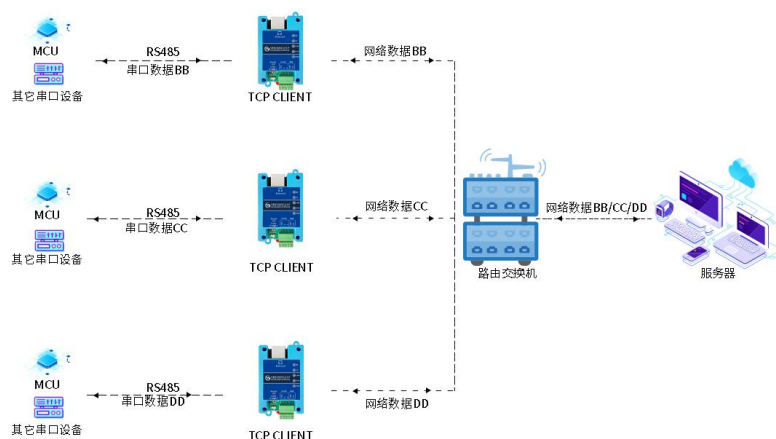 MCU
其它串口设备
RS485
串口数据BB
TCP CLIENT
网络数据BB
MCU
其它串口设备
RS485
串口数据CC
TCP CLIENT
网络数据CC
路由交换机
网络数据BB/CC/DD
服务器
MCU
其它串口设备
RS485
串口数据DD
TCP CLIENT
网络数据DD